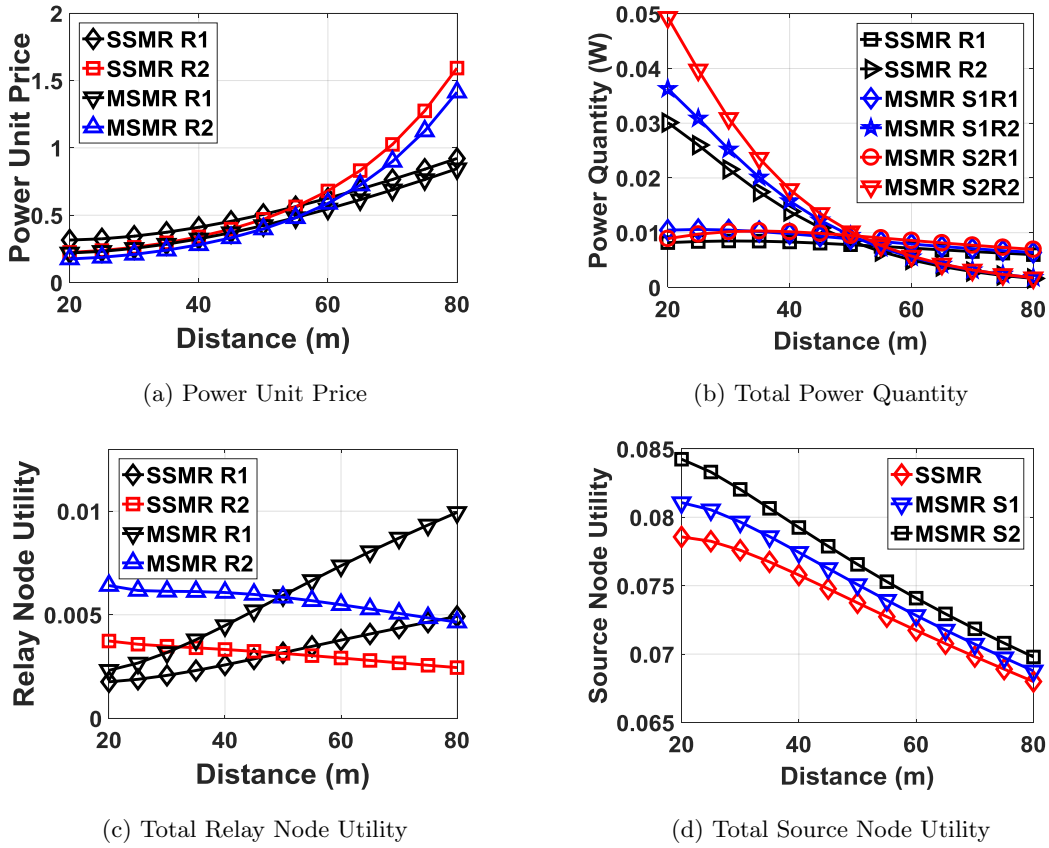 2
1.5
1
0.5
0
20
40
60
80
Power Unit Price
Distance (m)
SSMR R1
SSMR R2
MSMR R1
MSMR R2
(a) Power Unit Price
0.05
0.04
0.03
0.02
0.01
0
20
40
60
80
Power Quantity (W)
Distance (m)
SSMR R1
SSMR R2
MSMR S1R1
MSMR S1R2
MSMR S2R1
MSMR S2R2
(b) Total Power Quantity
0.01
0.005
0
20
40
60
80
Relay Node Utility
Distance (m)
SSMR R1
SSMR R2
MSMR R1
MSMR R2
(c) Total Relay Node Utility
0.085
0.08
0.075
0.07
0.065
20
40
60
80
Source Node Utility
Distance (m)
SSMR
MSMR S1
MSMR S2
(d) Total Source Node Utility